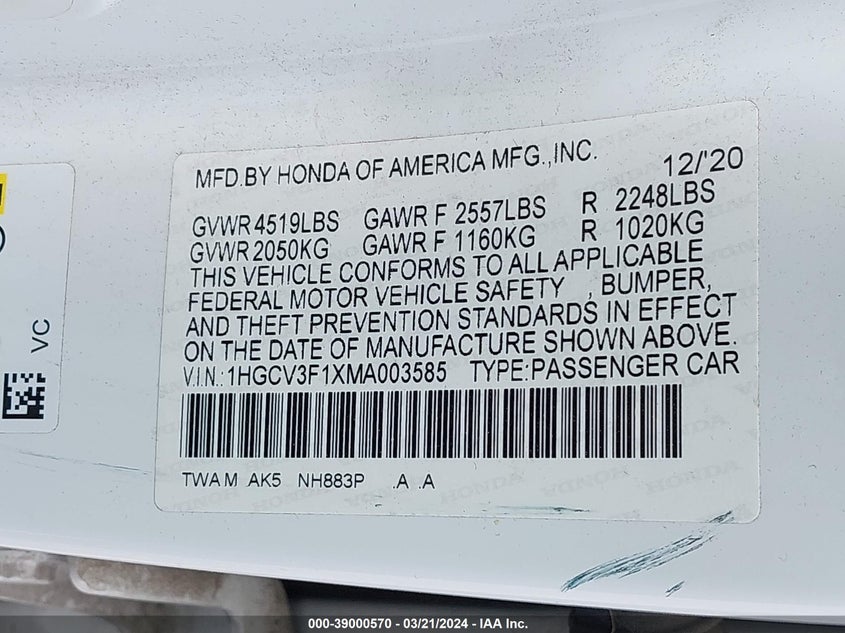 MFD.BY HONDA OF AMERICA MFG.,INC. 12/'20
GVWR 4519LBS GAWR F 2557LBS R 2248LBS
GVWR 2050KG GAWR F 1160KG R 1020KG
THIS VEHICLE CONFORMS TO ALL APPLICABLE
FEDERAL MOTOR VEHICLE SAFETY , BUMPER,
AND THEFT PREVENTION STANDARDS IN EFFECT
ON THE DATE OF MANUFACTURE SHOWN ABOVE.
V.I.N.:1HGCV3F1XMA003585 TYPE:PASSENGER CAR
TWA M AK5 NH883P .A .A
VC
000-39000570 - 03/21/2024 - IAA Inc.